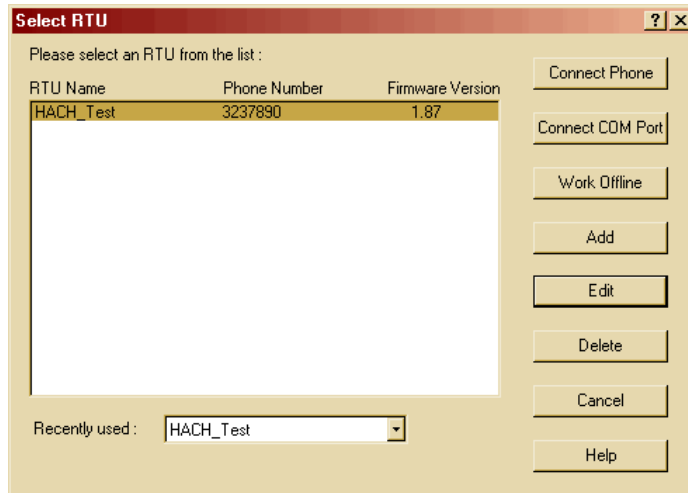 Select RTU
Please select an RTU from the list :
RTU Name Phone Number Firmware Version
HACH_Test 3237890 1.87
Recently used : HACH_Test
Connect Phone
Connect COM Port
Work Offline
Add
Edit
Delete
Cancel
Help